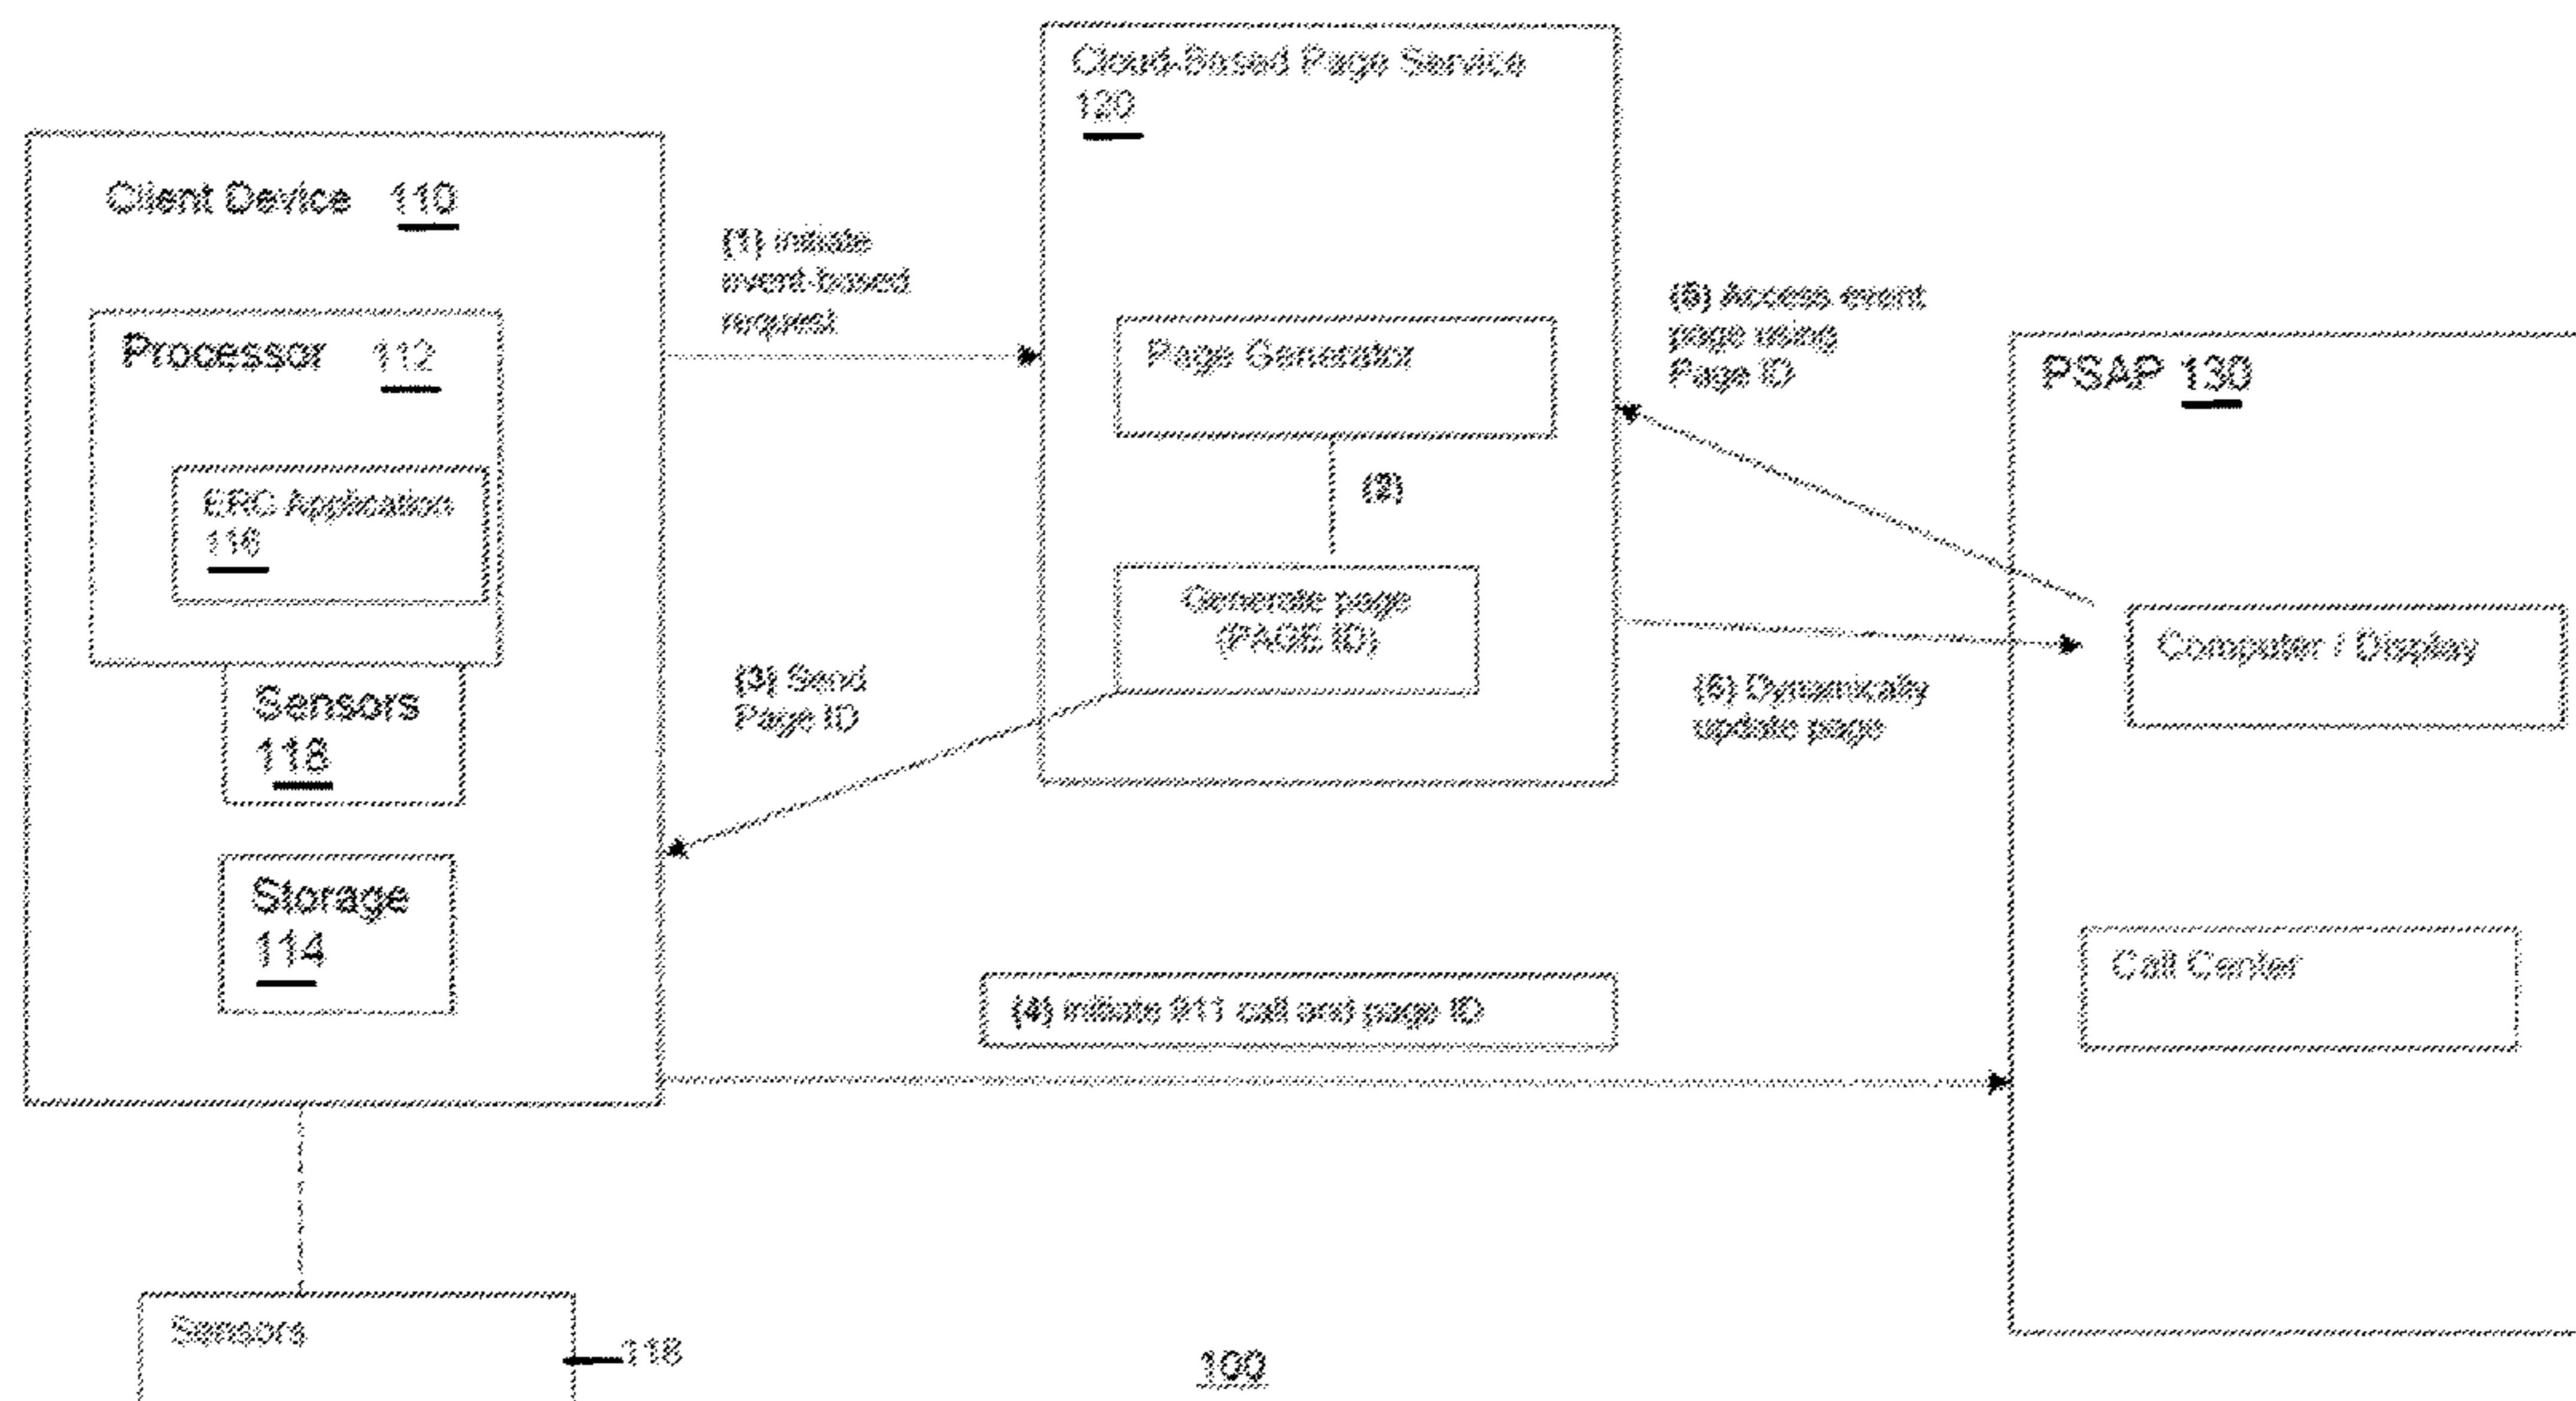 Cloud-Based Page Service
120
Client Device 110
(1) initiate
event-based
request
Processor 112
Page Generator
(5) Access event
page using
Page ID
PSAP 130
ERC Application
116
(2)
Generate page
(PAGE ID)
Computer / Display
Sensors
118
(3) Send
Page ID
(6) Dynamically
update page
Storage
114
(4) initiate 911 call and page ID
Call Center
Sensors
118
100